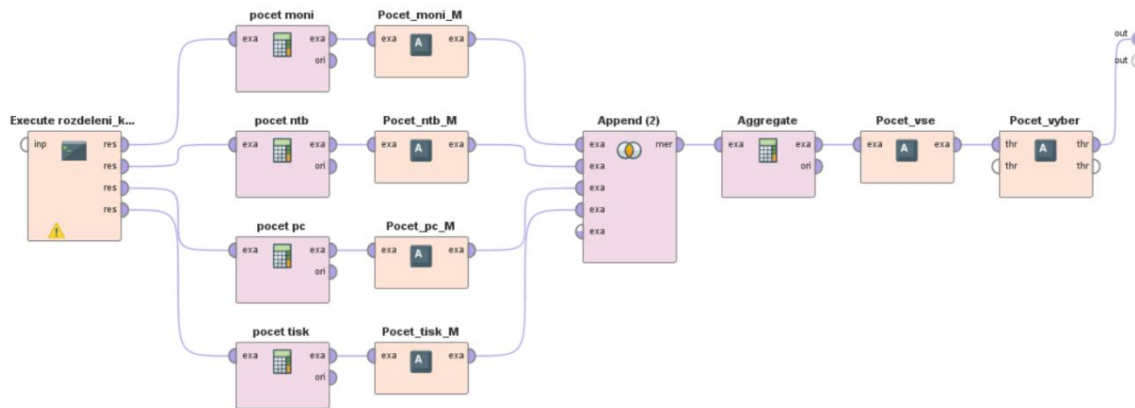 pocet moni
exa exa
ori
Pocet_moni_M
exa A exa
Execute rozdeleni_k...
inp res
res
res
res
pocet ntb
exa exa
ori
Pocet_ntb_M
exa A exa
pocet pc
exa exa
ori
Pocet_pc_M
exa A exa
pocet tisk
exa exa
ori
Pocet_tisk_M
exa A exa
Append (2)
exa mer
exa
exa
exa
exa
Aggregate
exa exa
ori
Pocet_vse
exa A exa
Pocet_vyber
thr A thr
thr thr
out
out